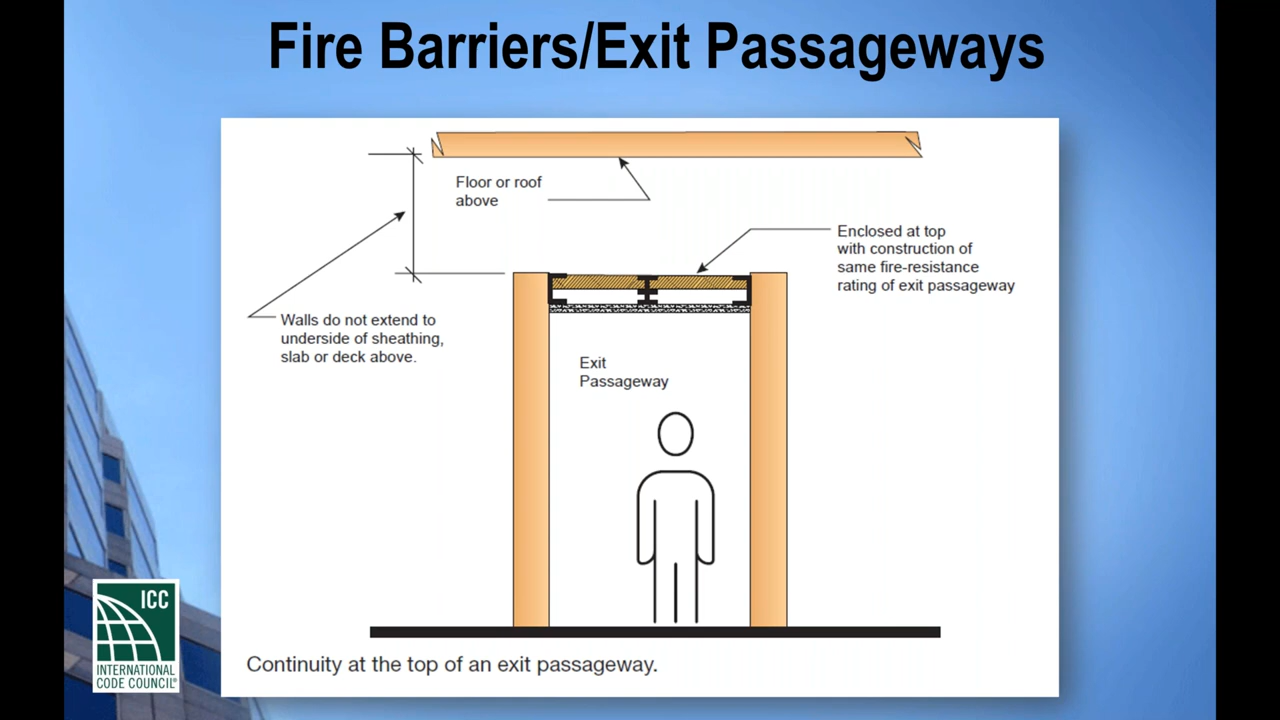 Fire Barriers/Exit Passageways
Floor or roof
above
Enclosed at top
with construction of
same fire-resistance
rating of exit passageway
Walls do not extend to
underside of sheathing,
slab or deck above.
Exit
Passageway
ICC
INTERNATIONAL
CODE COUNCIL®
Continuity at the top of an exit passageway.